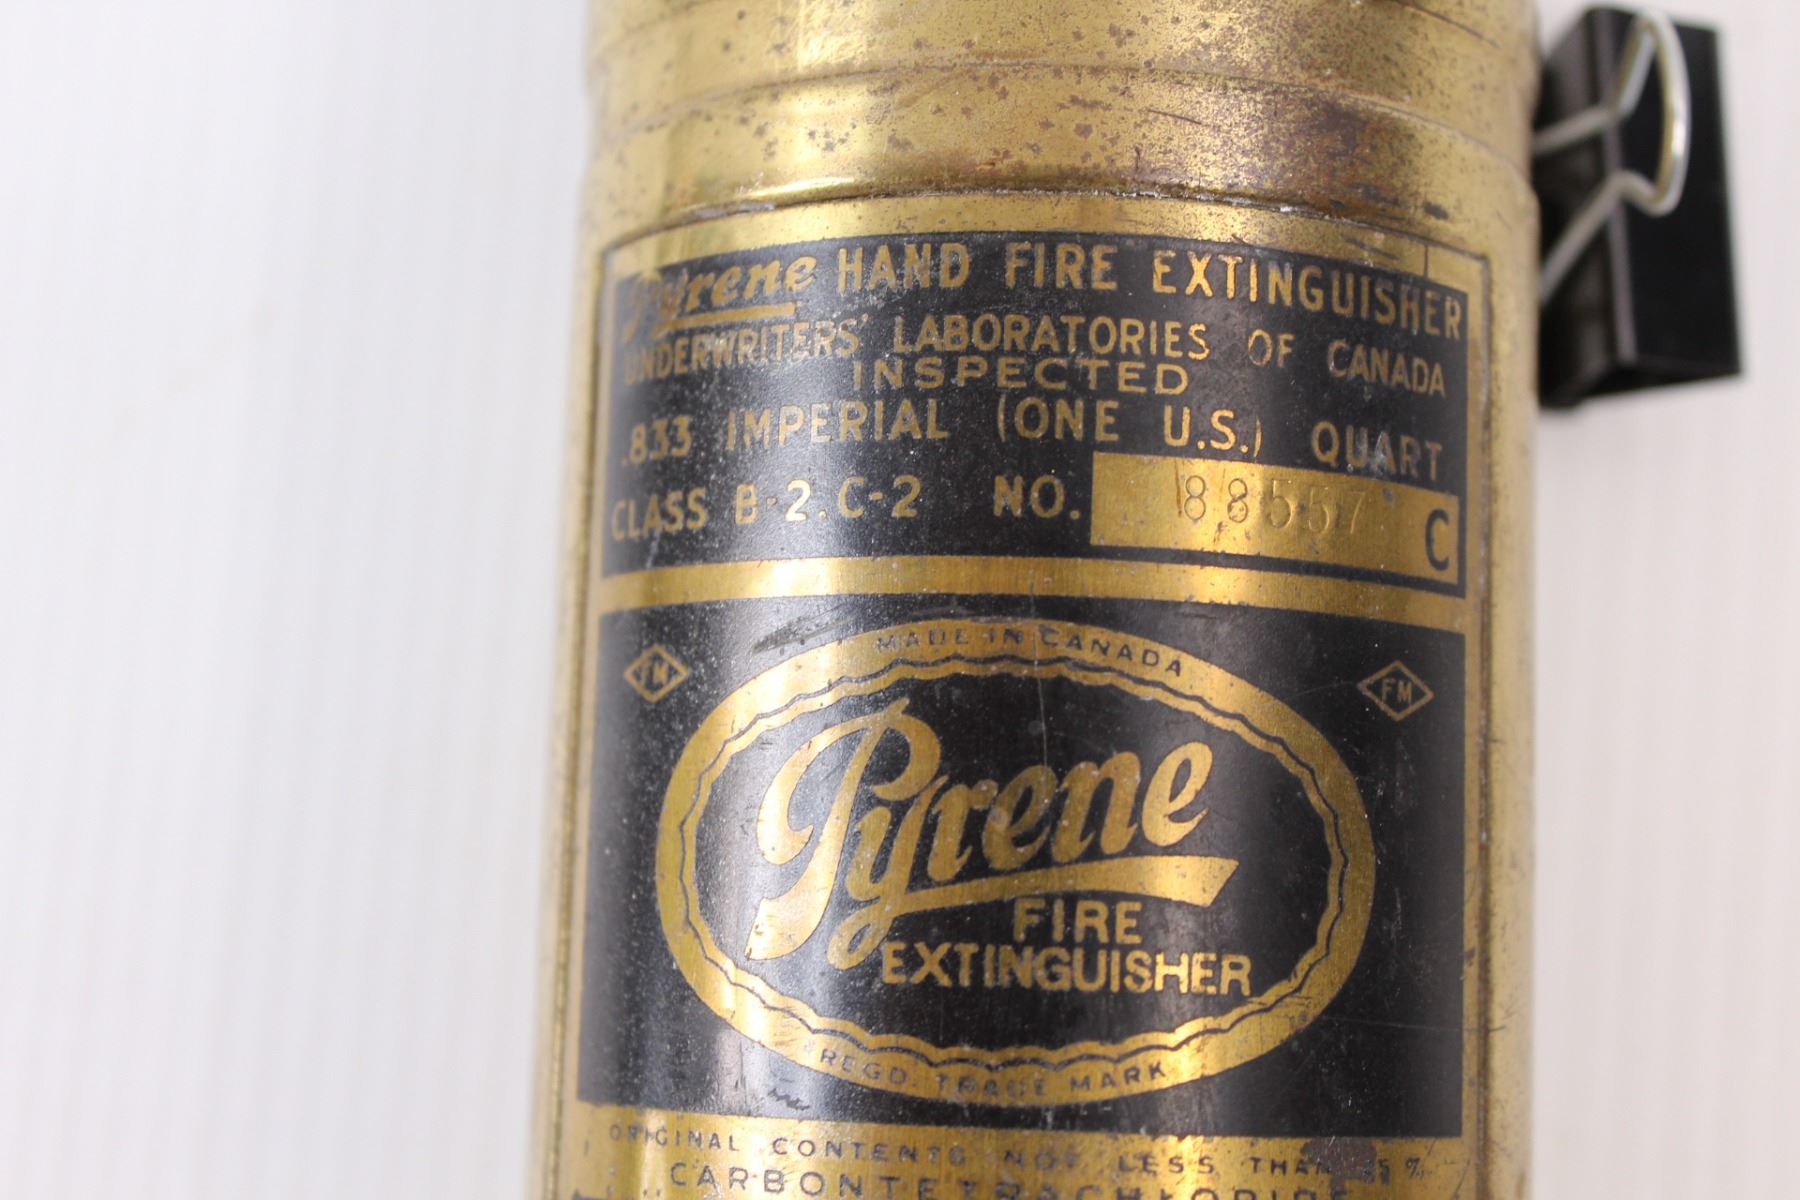 Pyrene HAND FIRE EXTINGUISHER
UNDERWRITERS' LABORATORIES OF CANADA
INSPECTED
.833 IMPERIAL (ONE U.S.) QUART
CLASS B-2.C-2 NO. 88557 C
MADE IN CANADA
FM FM
Pyrene
FIRE
EXTINGUISHER
REGD. TRADE MARK
ORIGINAL CONTENTS NOT LESS THAN %
CARBONTETRACHLORIDE